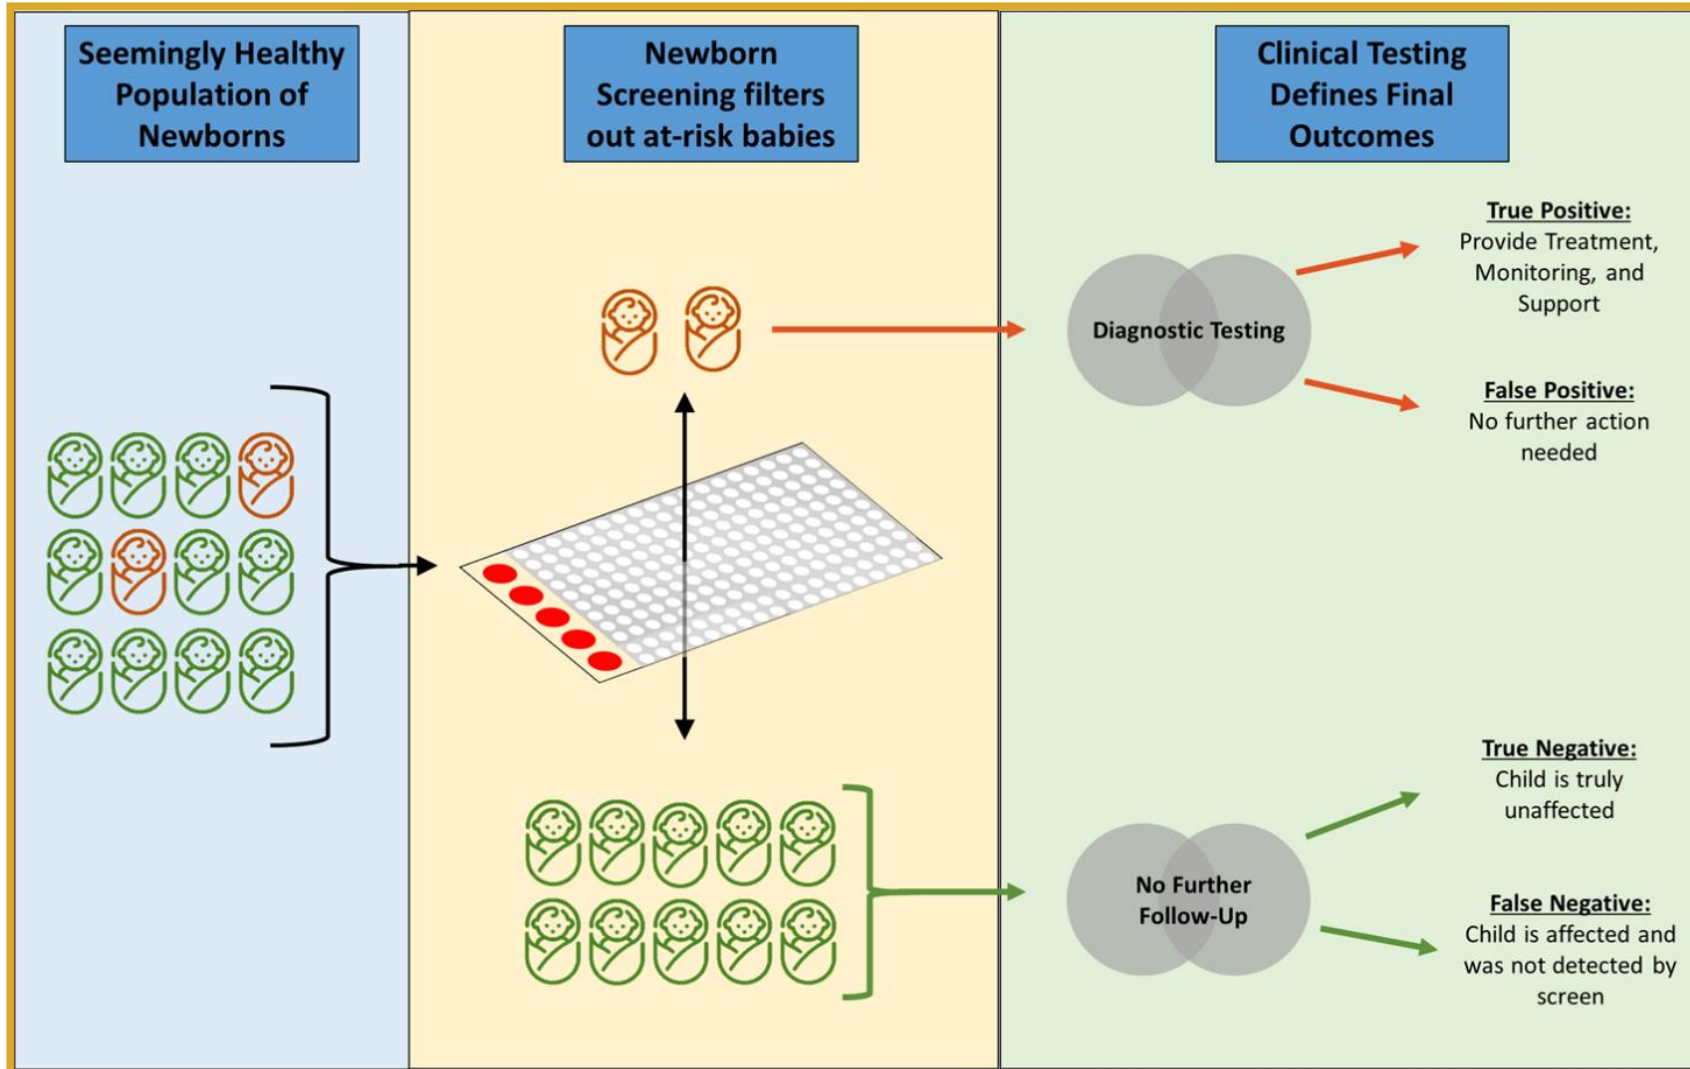 Seemingly Healthy
Population of
Newborns
Newborn
Screening filters
out at-risk babies
Clinical Testing
Defines Final
Outcomes
True Positive:
Provide Treatment,
Monitoring, and
Support
Diagnostic Testing
False Positive:
No further action
needed
True Negative:
Child is truly
unaffected
No Further
Follow-Up
False Negative:
Child is affected and
was not detected by
screen